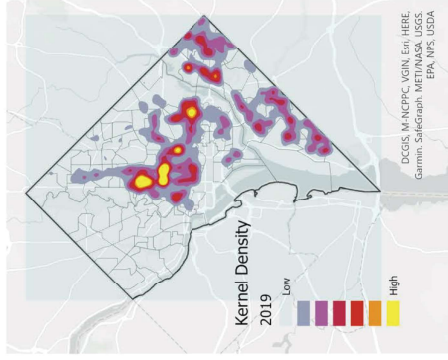 Kernel Density
2019
Low
High
DCGIS, M-NCPPC, VGIN, Esri, HERE,
Garmin, SafeGraph, METI/NASA, USGS,
EPA, NPS, USDA